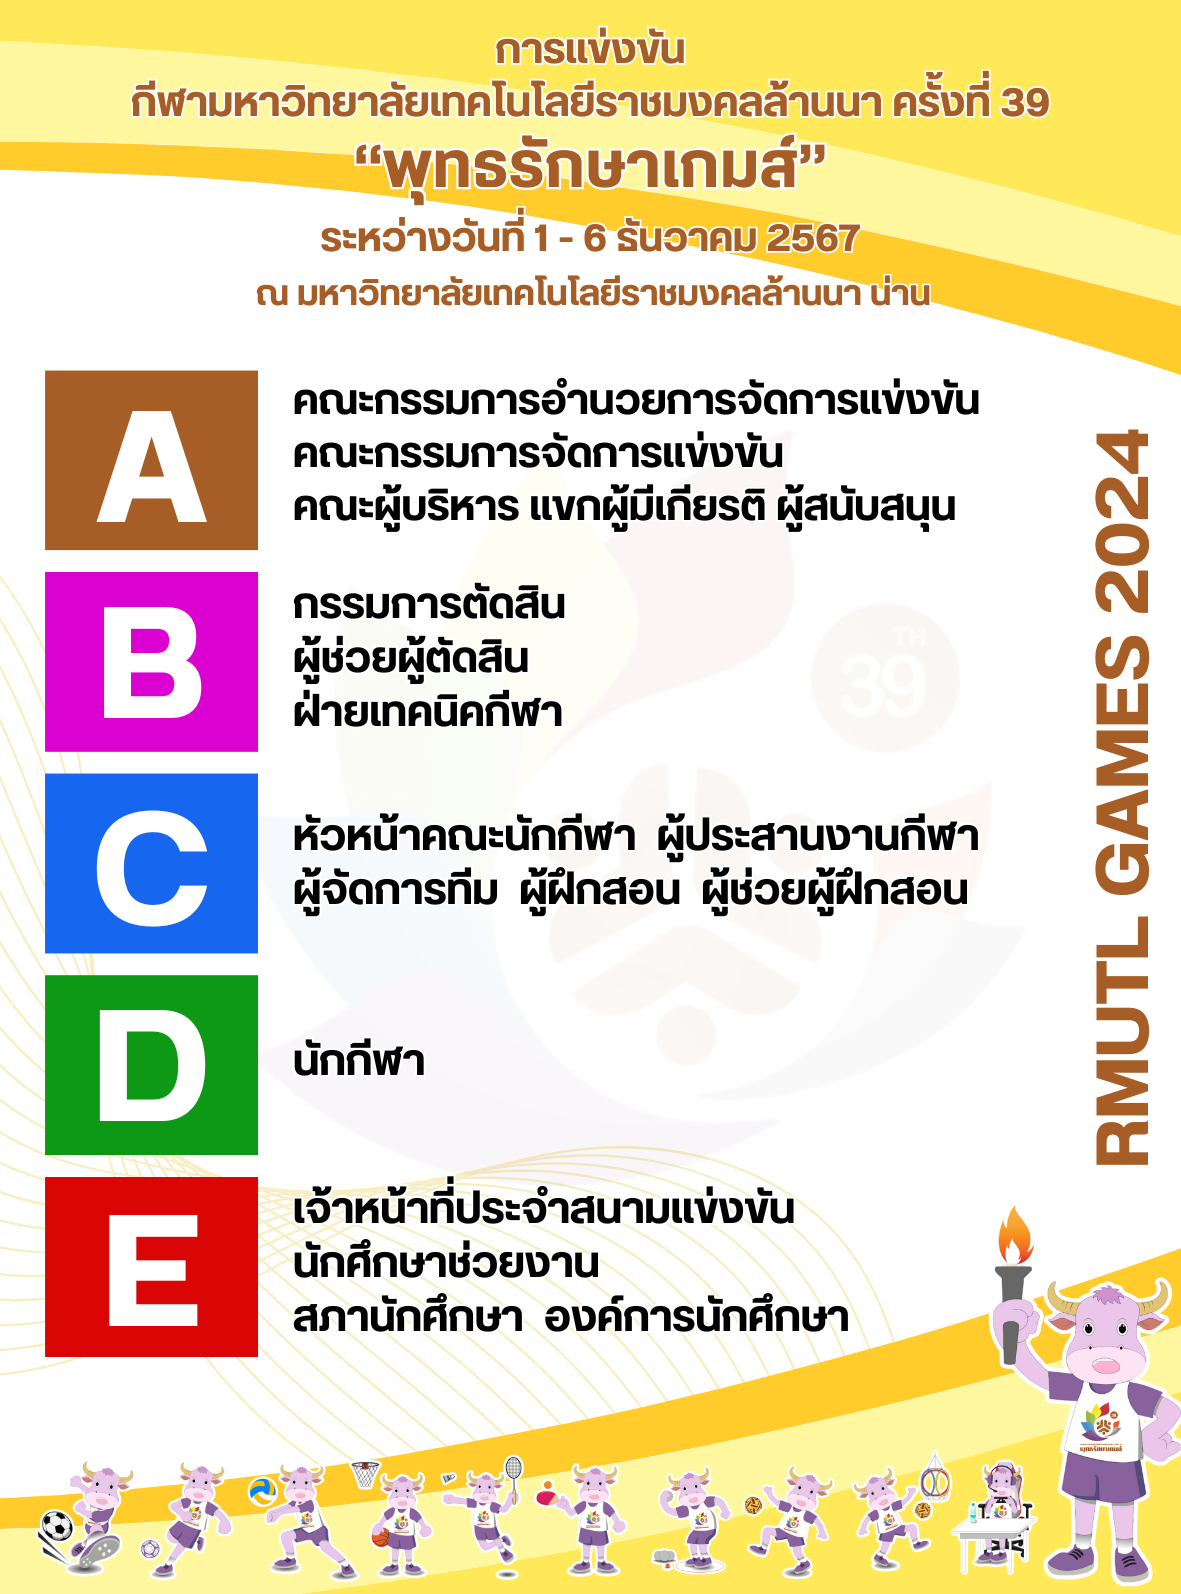 การแข่งขัน
กีฬามหาวิทยาลัยเทคโนโลยีราชมงคลล้านนา ครั้งที่ 39
“พุทธรักษาเกมส์”
ระหว่างวันที่ 1 - 6 ธันวาคม 2567
ณ มหาวิทยาลัยเทคโนโลยีราชมงคลล้านนา น่าน
A
คณะกรรมการอำนวยการจัดการแข่งขัน
คณะกรรมการจัดการแข่งขัน
คณะผู้บริหาร แขกผู้มีเกียรติ ผู้สนับสนุน
B
กรรมการตัดสิน
ผู้ช่วยผู้ตัดสิน
ฝ่ายเทคนิคกีฬา
TH
39
C
หัวหน้าคณะนักกีฬา ผู้ประสานงานกีฬา
ผู้จัดการทีม ผู้ฝึกสอน ผู้ช่วยผู้ฝึกสอน
D
นักกีฬา
E
เจ้าหน้าที่ประจำสนามแข่งขัน
นักศึกษาช่วยงาน
สภานักศึกษา องค์การนักศึกษา
RMUTL GAMES 2024
พุทธรักษาเกมส์